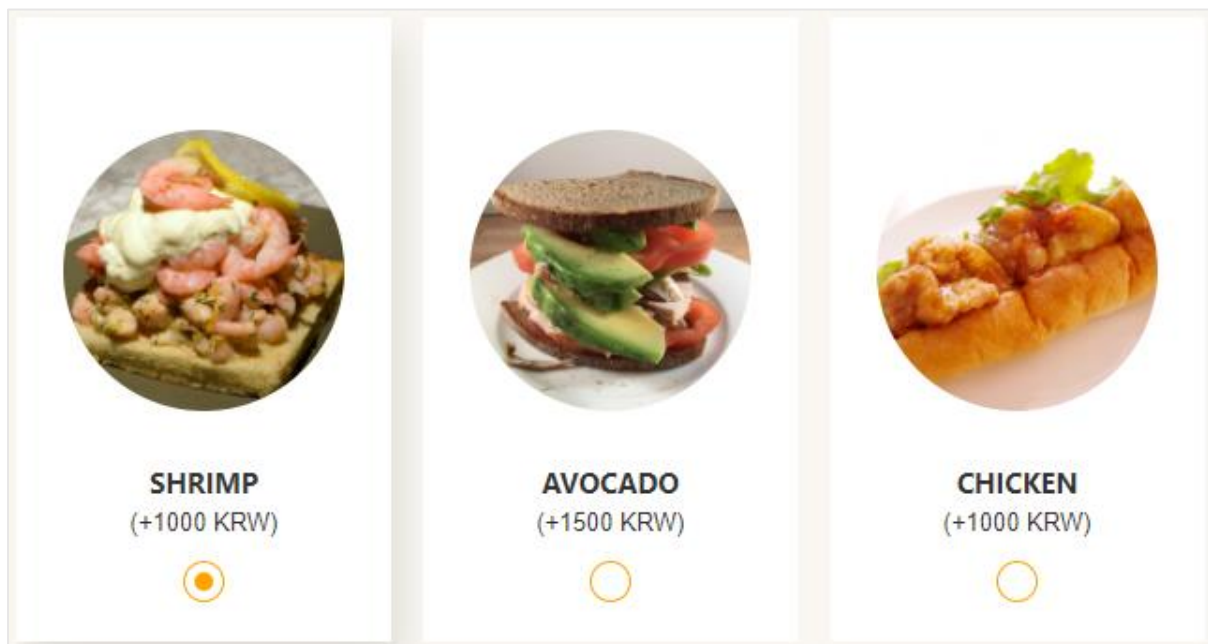 SHRIMP
(+1000 KRW)
AVOCADO
(+1500 KRW)
CHICKEN
(+1000 KRW)